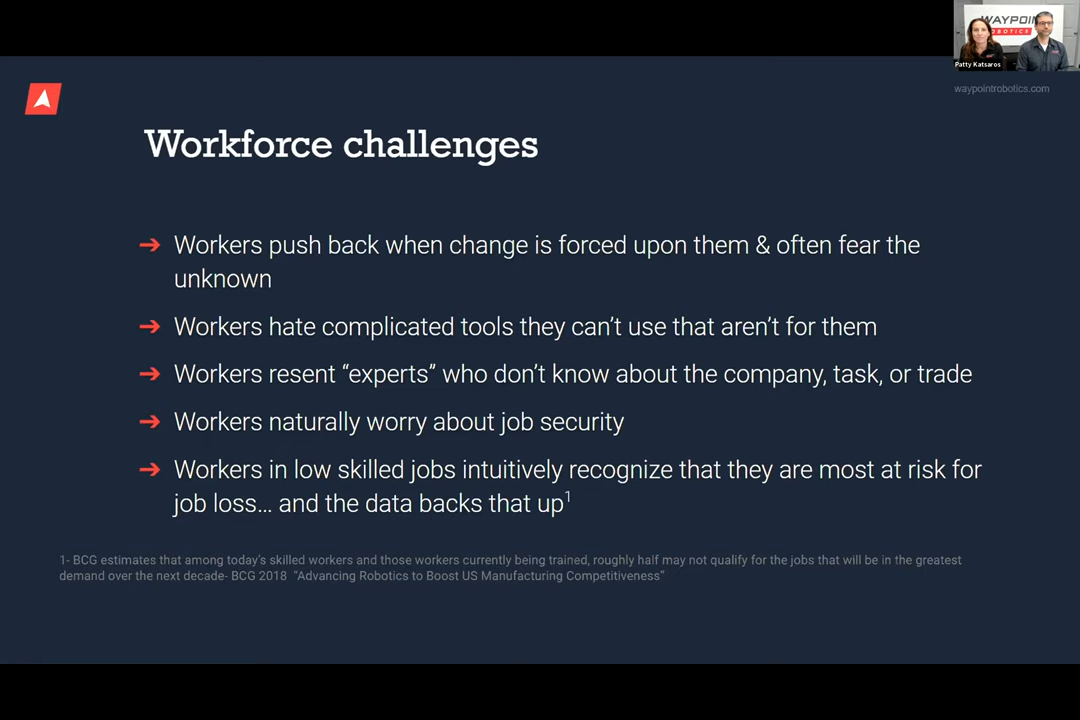 WAYPOIN
ROBOTICS
Patty Katsaros
waypointrobotics.com
Workforce challenges
➔ Workers push back when change is forced upon them & often fear the
unknown
➔ Workers hate complicated tools they can’t use that aren’t for them
➔ Workers resent “experts” who don’t know about the company, task, or trade
➔ Workers naturally worry about job security
➔ Workers in low skilled jobs intuitively recognize that they are most at risk for
job loss… and the data backs that up1
1- BCG estimates that among today’s skilled workers and those workers currently being trained, roughly half may not qualify for the jobs that will be in the greatest
demand over the next decade- BCG 2018 “Advancing Robotics to Boost US Manufacturing Competitiveness”